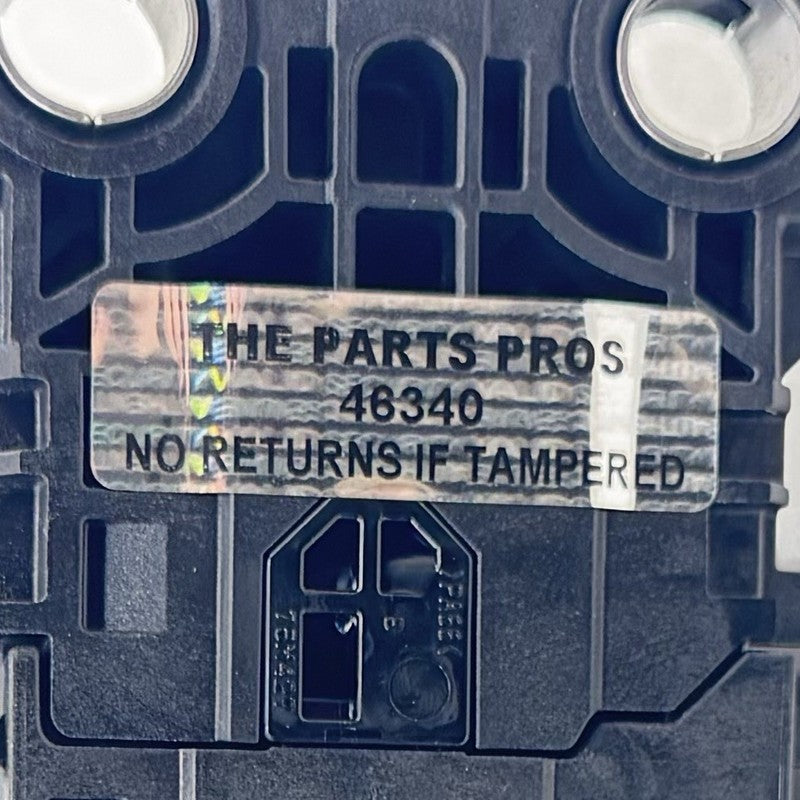 THE PARTS PROS
46340
NO RETURNS IF TAMPERED